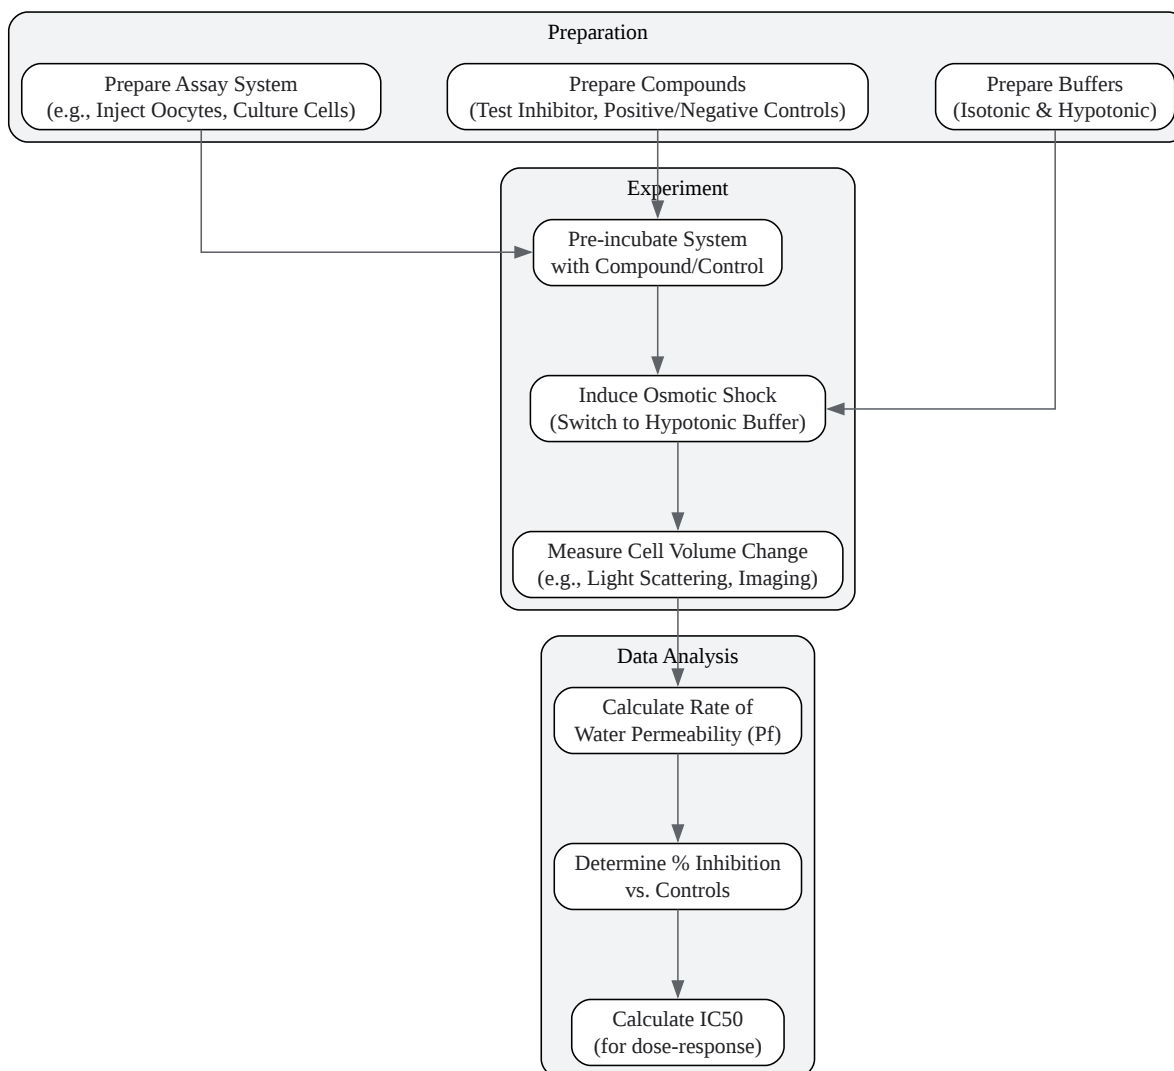 Preparation
Prepare Assay System
(e.g., Inject Oocytes, Culture Cells)
Prepare Compounds
(Test Inhibitor, Positive/Negative Controls)
Prepare Buffers
(Isotonic & Hypotonic)
Experiment
Pre-incubate System
with Compound/Control
Induce Osmotic Shock
(Switch to Hypotonic Buffer)
Measure Cell Volume Change
(e.g., Light Scattering, Imaging)
Data Analysis
Calculate Rate of
Water Permeability (Pf)
Determine % Inhibition
vs. Controls
Calculate IC50
(for dose-response)